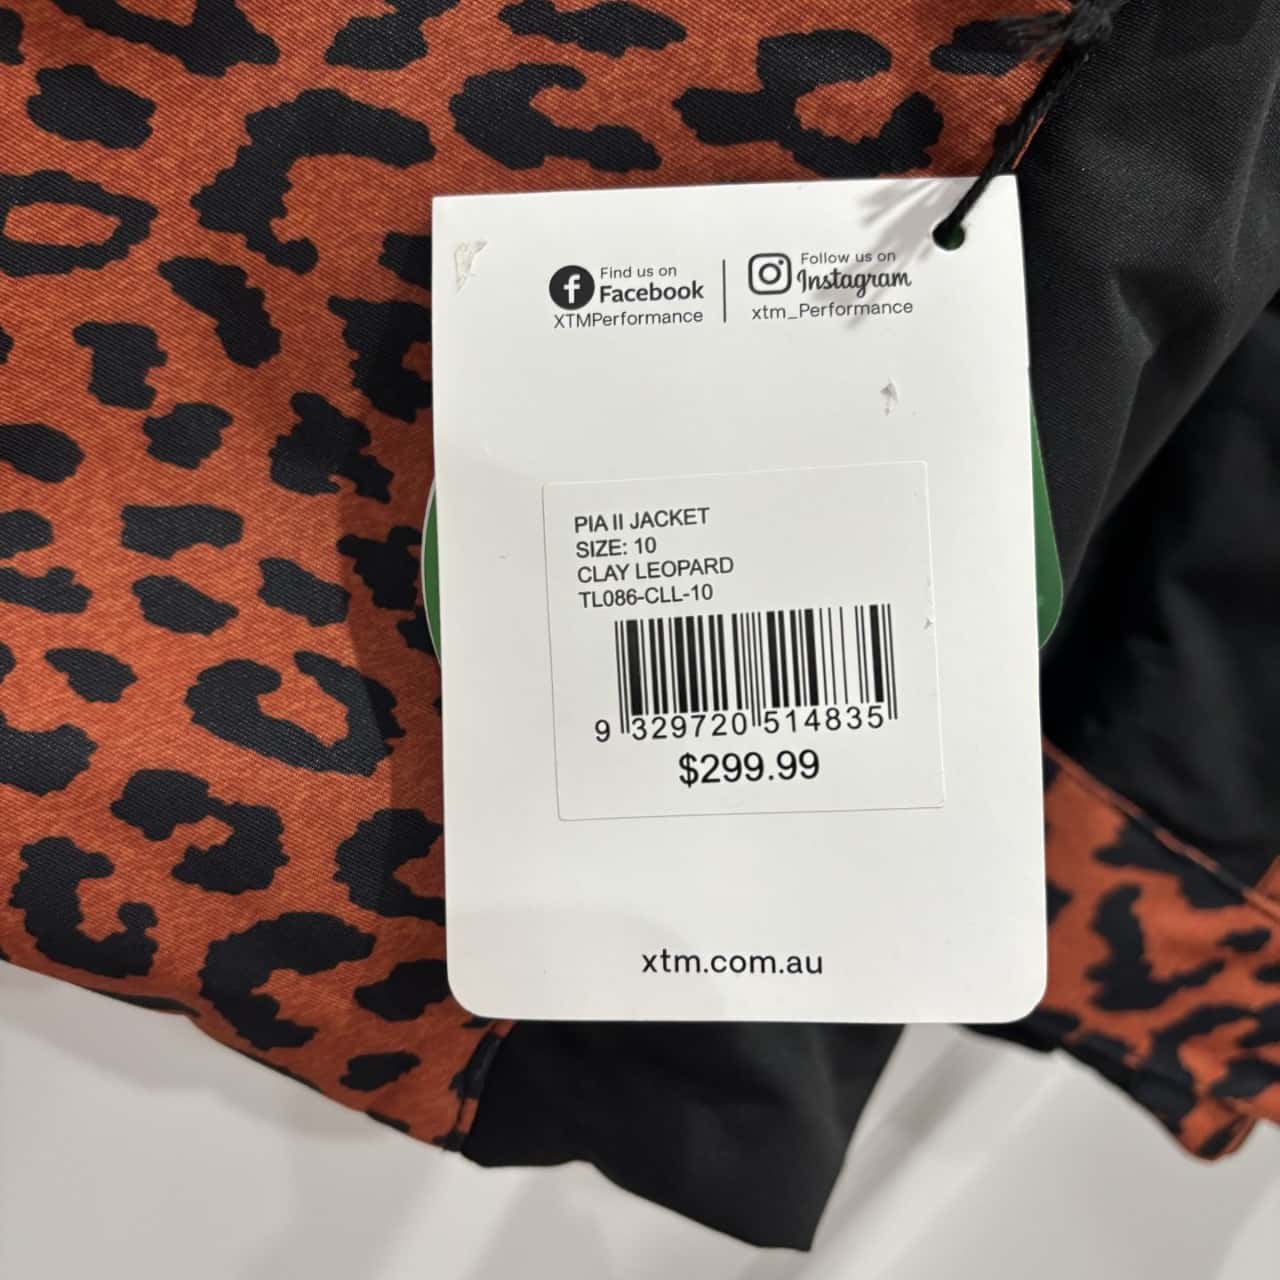 Find us on
Facebook
XTMPerformance
Follow us on
Instagram
xtm_Performance
PIA II JACKET
SIZE: 10
CLAY LEOPARD
TL086-CLL-10
9 329720 514835
$299.99
xtm.com.au